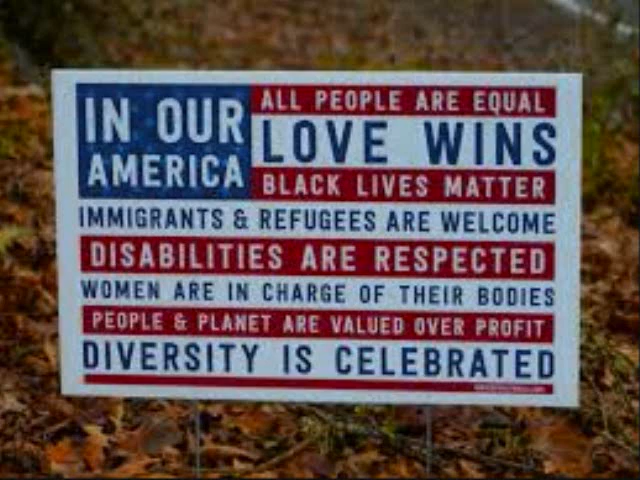 IN OUR
AMERICA
ALL PEOPLE ARE EQUAL
LOVE WINS
BLACK LIVES MATTER
IMMIGRANTS & REFUGEES ARE WELCOME
DISABILITIES ARE RESPECTED
WOMEN ARE IN CHARGE OF THEIR BODIES
PEOPLE & PLANET ARE VALUED OVER PROFIT
DIVERSITY IS CELEBRATED